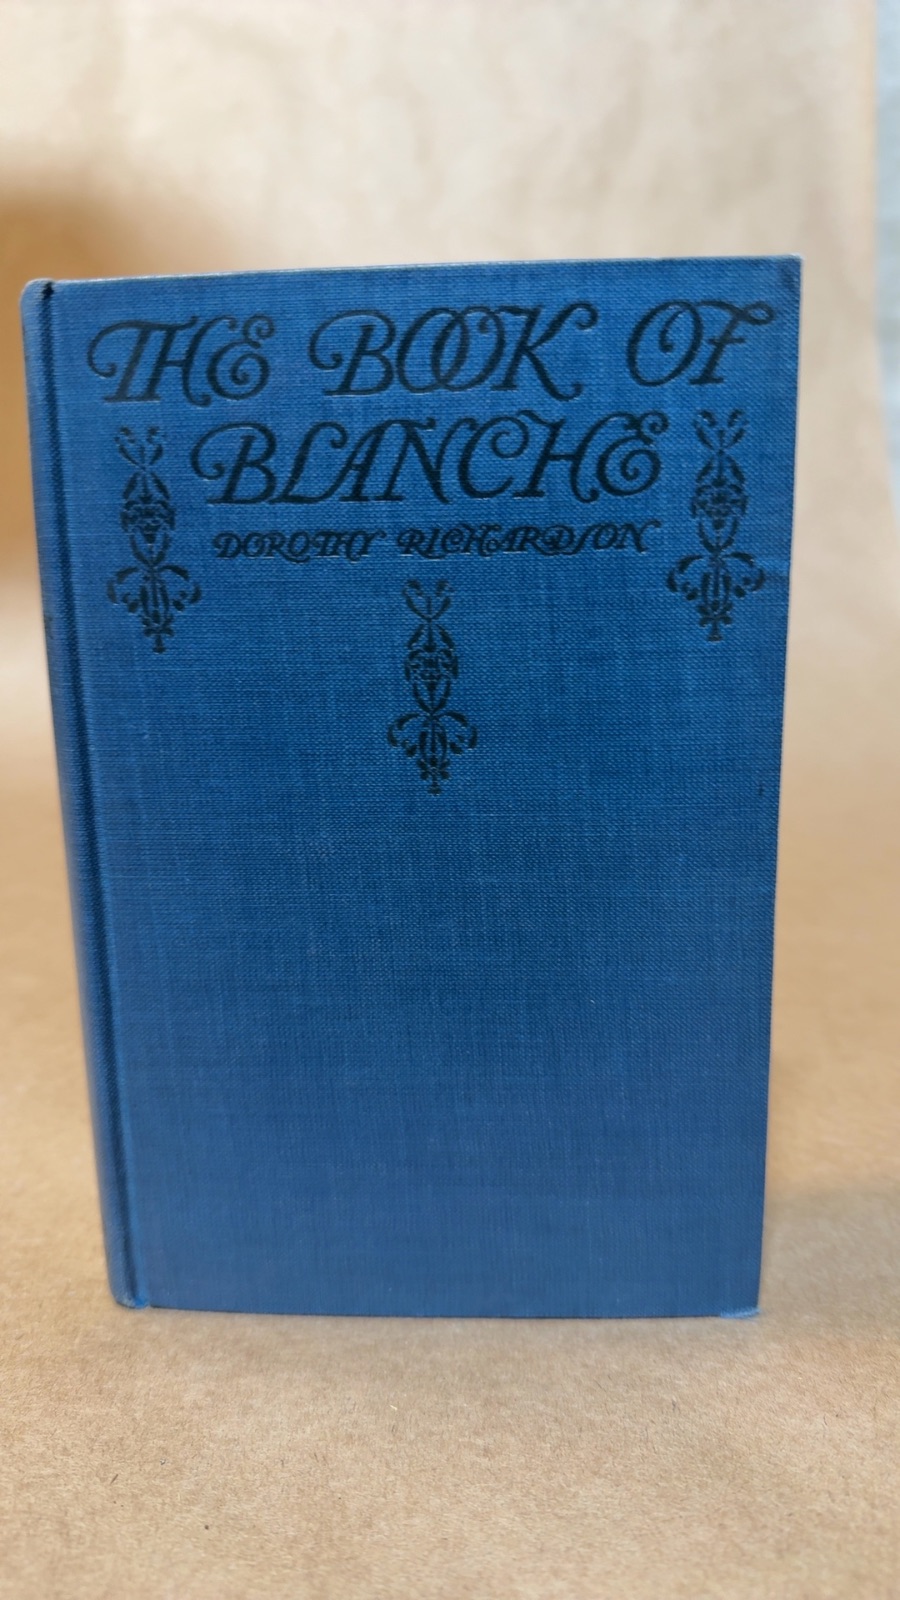 THE BOOK OF
BLANCHE
DOROTHY RICHARDSON